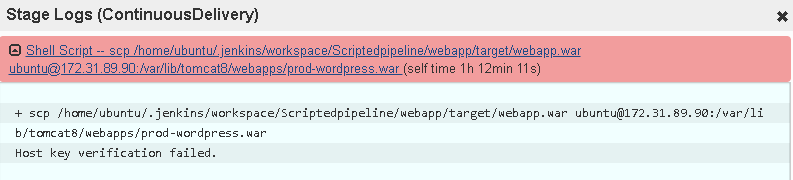 Stage Logs (ContinuousDelivery)
Shell Script -- scp /home/ubuntu/.jenkins/workspace/Scriptedpipeline/webapp/target/webapp.war
ubuntu@172.31.89.90:/var/lib/tomcat8/webapps/prod-wordpress.war (self time 1h 12min 11s)
+ scp /home/ubuntu/.jenkins/workspace/Scriptedpipeline/webapp/target/webapp.war ubuntu@172.31.89.90:/var/li
b/tomcat8/webapps/prod-wordpress.war
Host key verification failed.